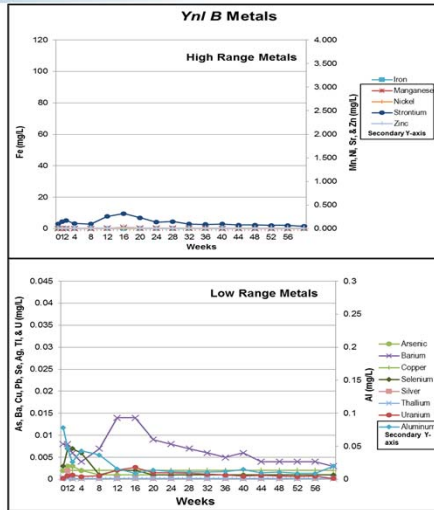 Ynl B Metals
High Range Metals
120
100
80
60
40
20
0
Fe (mg/L)
4.000
3.500
3.000
2.500
2.000
1.500
1.000
0.500
0.000
Mn, Ni, Sr, & Zn (mg/L)
Iron
Manganese
Nickel
Strontium
Zinc
Secondary Y-axis
0 1 2 4 8 12 16 20 24 28 32 36 40 44 48 52 56
Weeks
Low Range Metals
0.045
0.04
0.035
0.03
0.025
0.02
0.015
0.01
0.005
0
As, Ba, Cu, Pb, Se, Ag, Tl, & U (mg/L)
0.3
0.25
0.2
0.15
0.1
0.05
0
Al (mg/L)
Arsenic
Barium
Copper
Selenium
Silver
Thallium
Uranium
Aluminum
Secondary Y-axis
0 1 2 4 8 12 16 20 24 28 32 36 40 44 48 52 56
Weeks